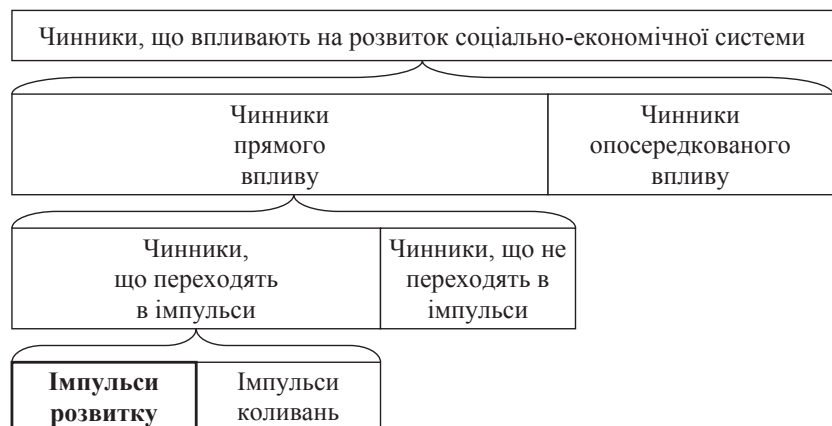 Чинники, що впливають на розвиток соціально-економічної системи
Чинники
прямого
впливу
Чинники
опосередкованого
впливу
Чинники,
що переходять
в імпульси
Чинники, що не
переходять в
імпульси
Імпульси
розвитку
Імпульси
коливань